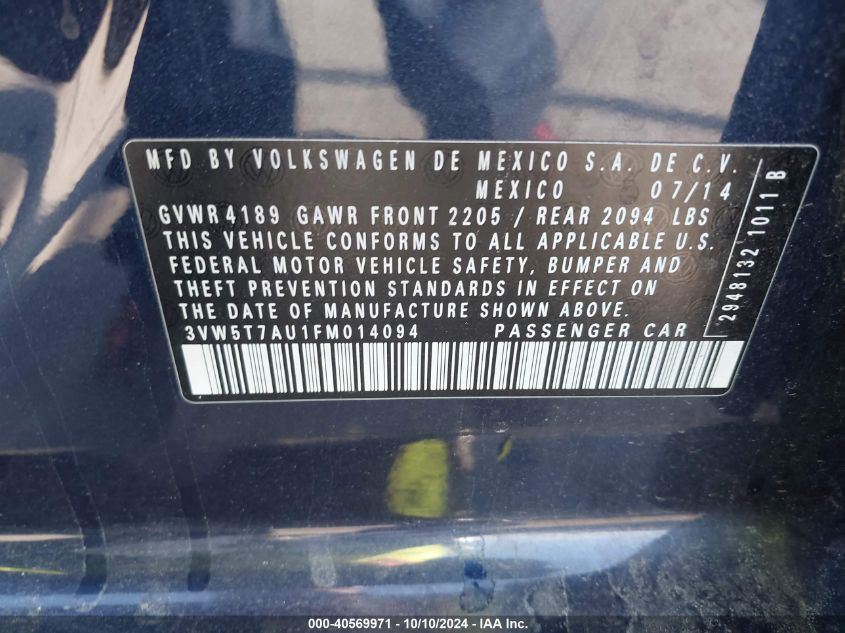 MFD BY VOLKSWAGEN DE MEXICO S.A. DE C.V.
MEXICO 07/14
GVWR 4189 GAWR FRONT 2205 / REAR 2094 LBS
THIS VEHICLE CONFORMS TO ALL APPLICABLE U.S.
FEDERAL MOTOR VEHICLE SAFETY, BUMPER AND
THEFT PREVENTION STANDARDS IN EFFECT ON
THE DATE OF MANUFACTURE SHOWN ABOVE.
3VW5T7AU1FM014094 PASSENGER CAR
2948132 1011 B
000-40569971 - 10/10/2024 - IAA Inc.